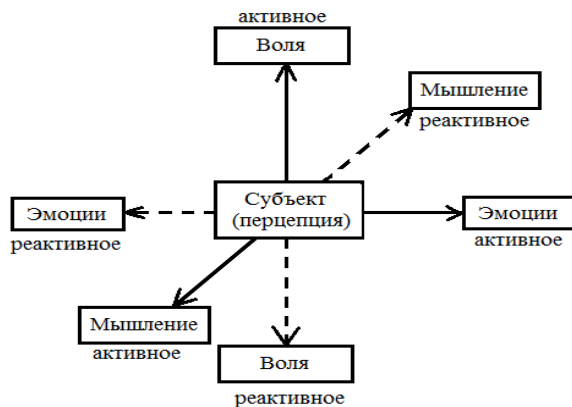 активное
Воля
Мышление
реактивное
Субъект
(перцепция)
Эмоции
реактивное
Эмоции
активное
Мышление
активное
Воля
реактивное